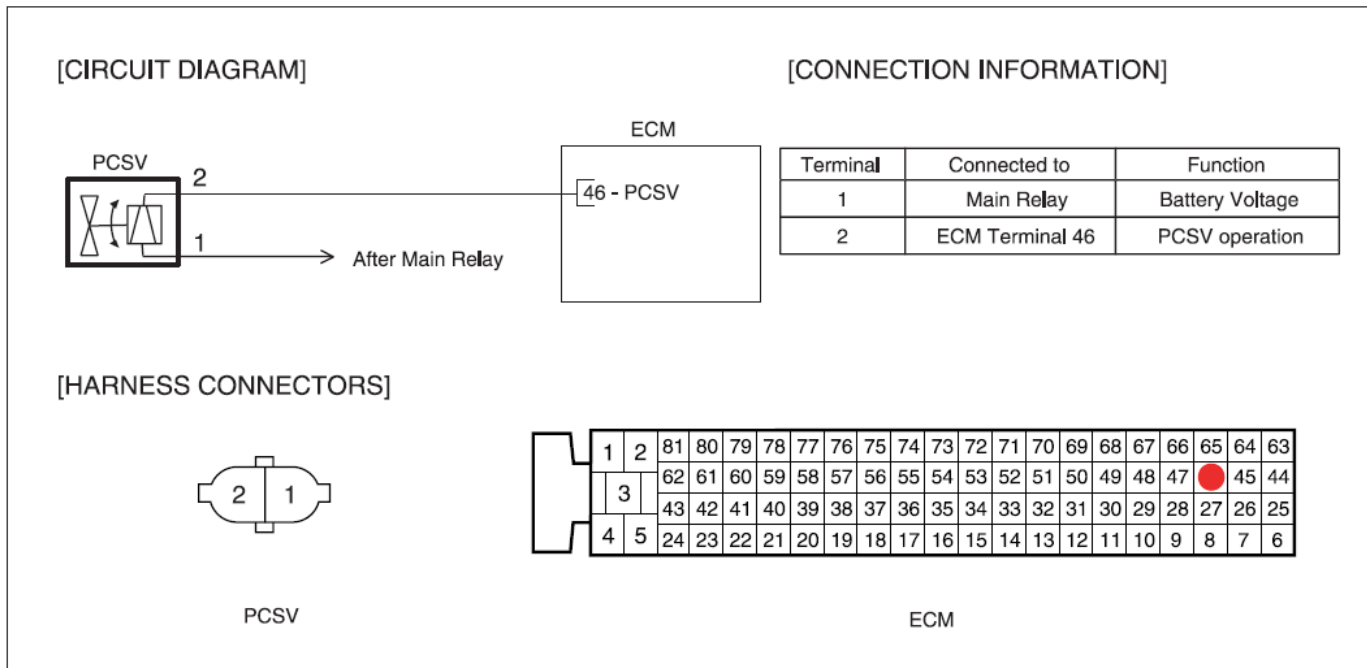 [CIRCUIT DIAGRAM]
[CONNECTION INFORMATION]
ECM
PCSV
2
46 - PCSV
1
After Main Relay
Terminal Connected to Function
1 Main Relay Battery Voltage
2 ECM Terminal 46 PCSV operation
[HARNESS CONNECTORS]
2 1
PCSV
1 2 81 80 79 78 77 76 75 74 73 72 71 70 69 68 67 66 65 64 63
3 62 61 60 59 58 57 56 55 54 53 52 51 50 49 48 47 45 44
43 42 41 40 39 38 37 36 35 34 33 32 31 30 29 28 27 26 25
4 5 24 23 22 21 20 19 18 17 16 15 14 13 12 11 10 9 8 7 6
ECM